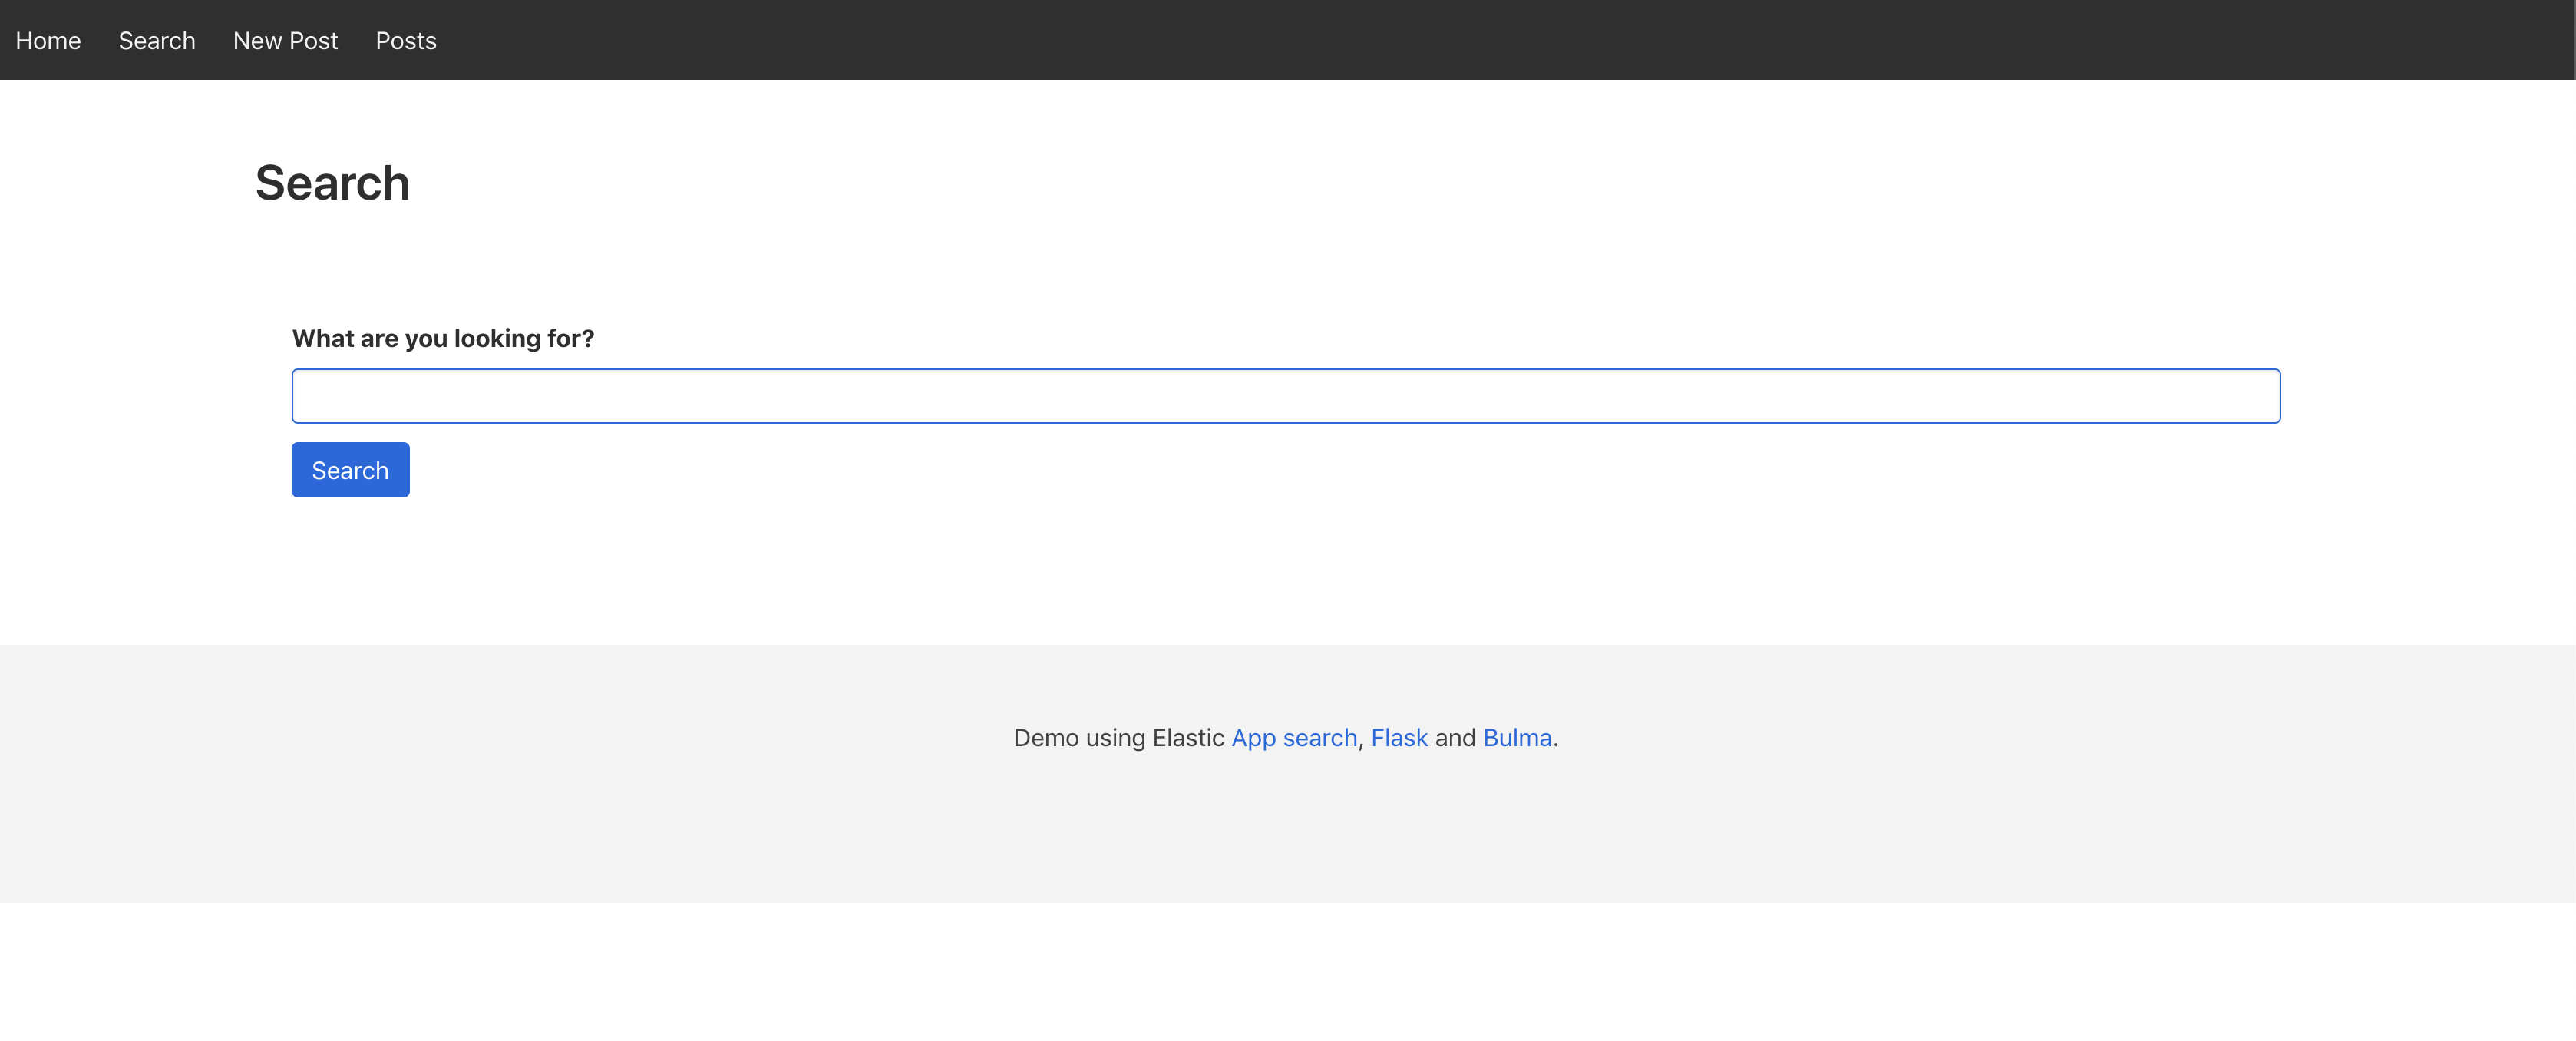 Home Search New Post Posts
Search
What are you looking for?
Search
Demo using Elastic App search, Flask and Bulma.